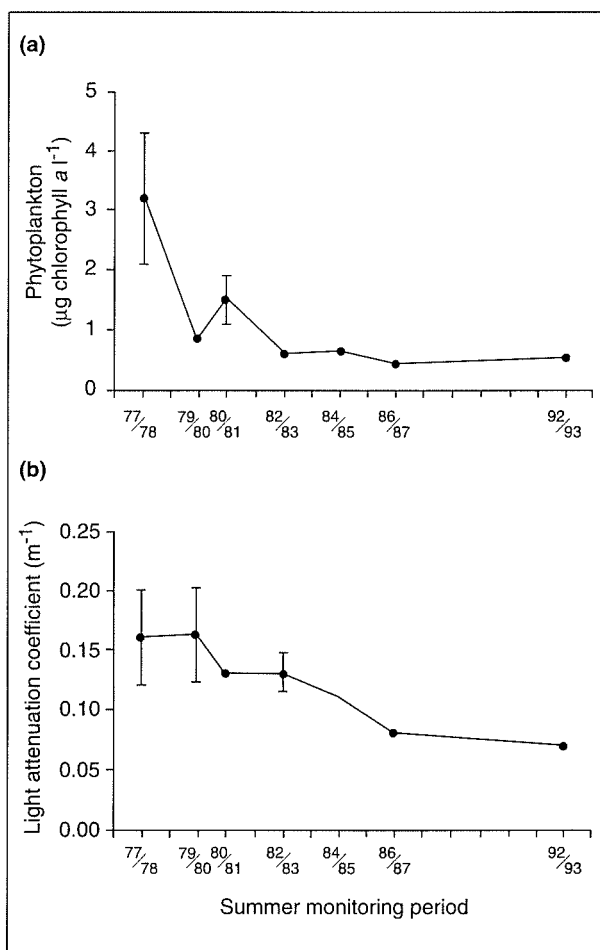 (a)
Phytoplankton
(µg chlorophyll a l⁻¹)
5
4
3
2
1
0
77/78 79/80 80/81 82/83 84/85 86/87 92/93
(b)
Light attenuation coefficient (m⁻¹)
0.25
0.20
0.15
0.10
0.05
0.00
77/78 79/80 80/81 82/83 84/85 86/87 92/93
Summer monitoring period